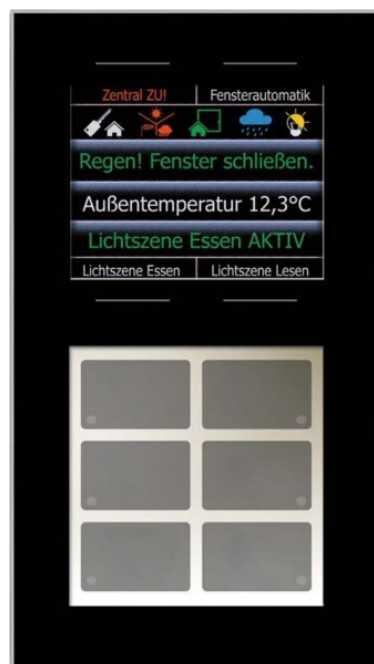 Zentral ZU! Fensterautomatik
Regen! Fenster schließen.
Außentemperatur 12,3°C
Lichtszene Essen AKTIV
Lichtszene Essen Lichtszene Lesen